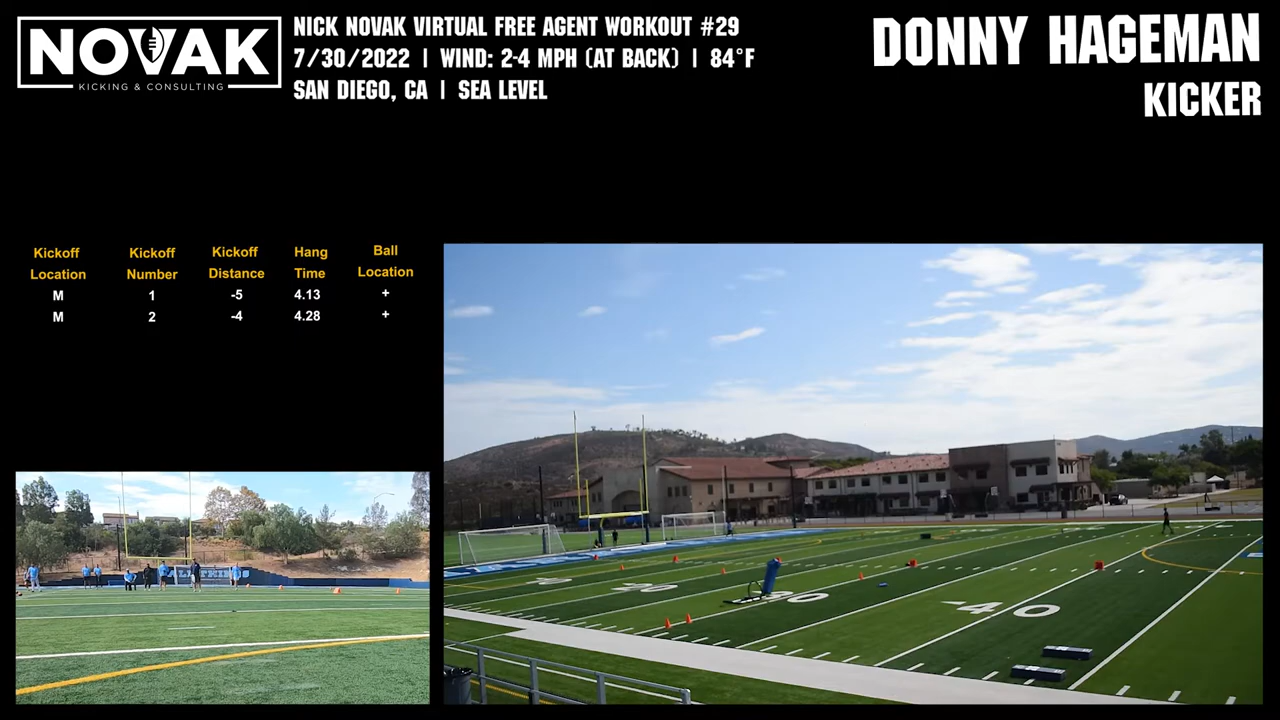 NOVAK
KICKING & CONSULTING
NICK NOVAK VIRTUAL FREE AGENT WORKOUT #29
7/30/2022 | WIND: 2-4 MPH (AT BACK) | 84°F
SAN DIEGO, CA | SEA LEVEL
DONNY HAGEMAN
KICKER
Kickoff Location Kickoff Number Kickoff Distance Hang Time Ball Location
M 1 -5 4.13 +
M 2 -4 4.28 +
40